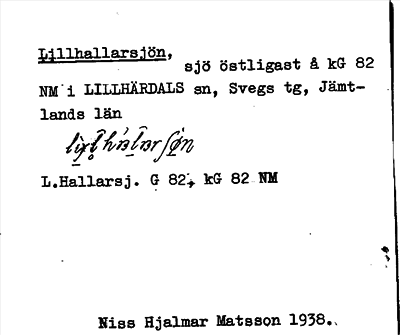 Lillhallarsjön,
sjö östligast å kG 82
NM i LILLHÄRDALS sn, Svegs tg, Jämt-
lands län
L.Hallarsj. G 82, kG 82 NM
Niss Hjalmar Matsson 1938.